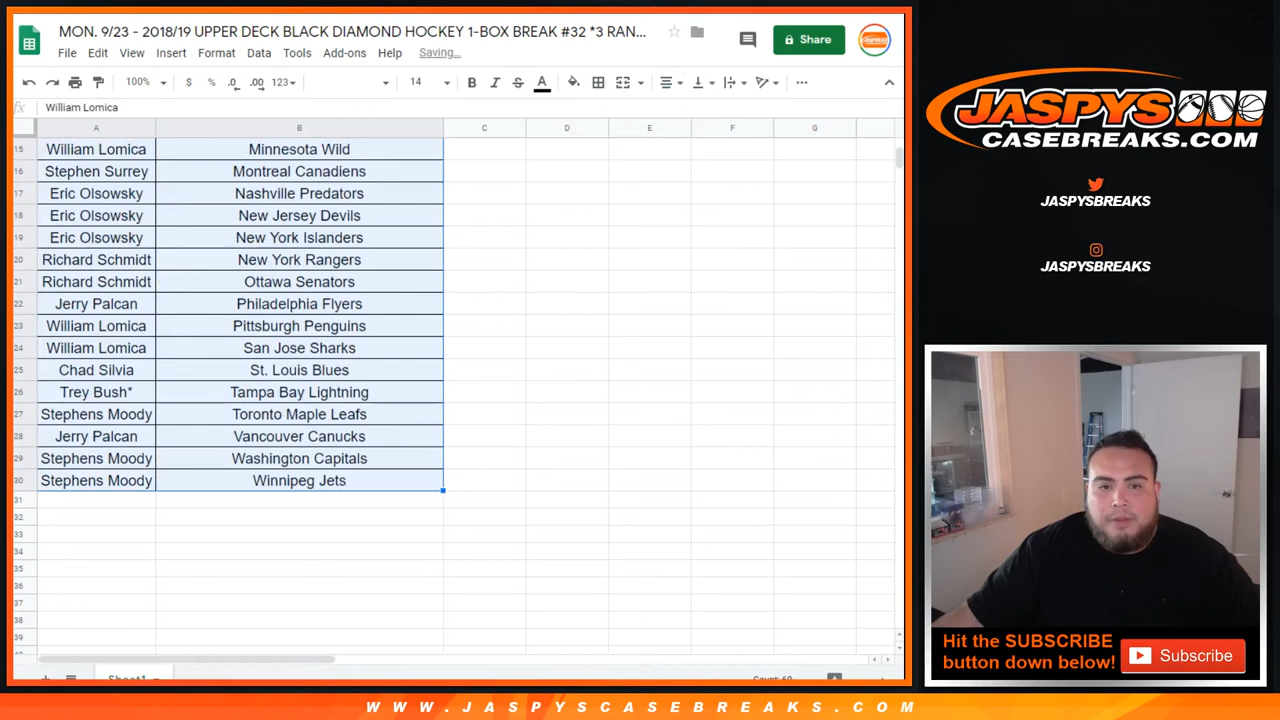 MON. 9/23 - 2018/19 UPPER DECK BLACK DIAMOND HOCKEY 1-BOX BREAK #32 *3 RAN...
Share
File Edit View Insert Format Data Tools Add-ons Help Saving...
100% $ % .0 .00 123 14 B I S A
fx William Lomica
A B C D E F G
15 William Lomica Minnesota Wild
16 Stephen Surrey Montreal Canadiens
17 Eric Olsowsky Nashville Predators
18 Eric Olsowsky New Jersey Devils
19 Eric Olsowsky New York Islanders
20 Richard Schmidt New York Rangers
21 Richard Schmidt Ottawa Senators
22 Jerry Palcan Philadelphia Flyers
23 William Lomica Pittsburgh Penguins
24 William Lomica San Jose Sharks
25 Chad Silvia St. Louis Blues
26 Trey Bush* Tampa Bay Lightning
27 Stephens Moody Toronto Maple Leafs
28 Jerry Palcan Vancouver Canucks
29 Stephens Moody Washington Capitals
30 Stephens Moody Winnipeg Jets
31
32
33
34
35
36
37
38
39
Sheet1
JASPYS
CASEBREAKS.COM
JASPYSBREAKS
JASPYSBREAKS
Hit the SUBSCRIBE
button down below!
Subscribe
WWW.JASPYSCASEBREAKS.COM